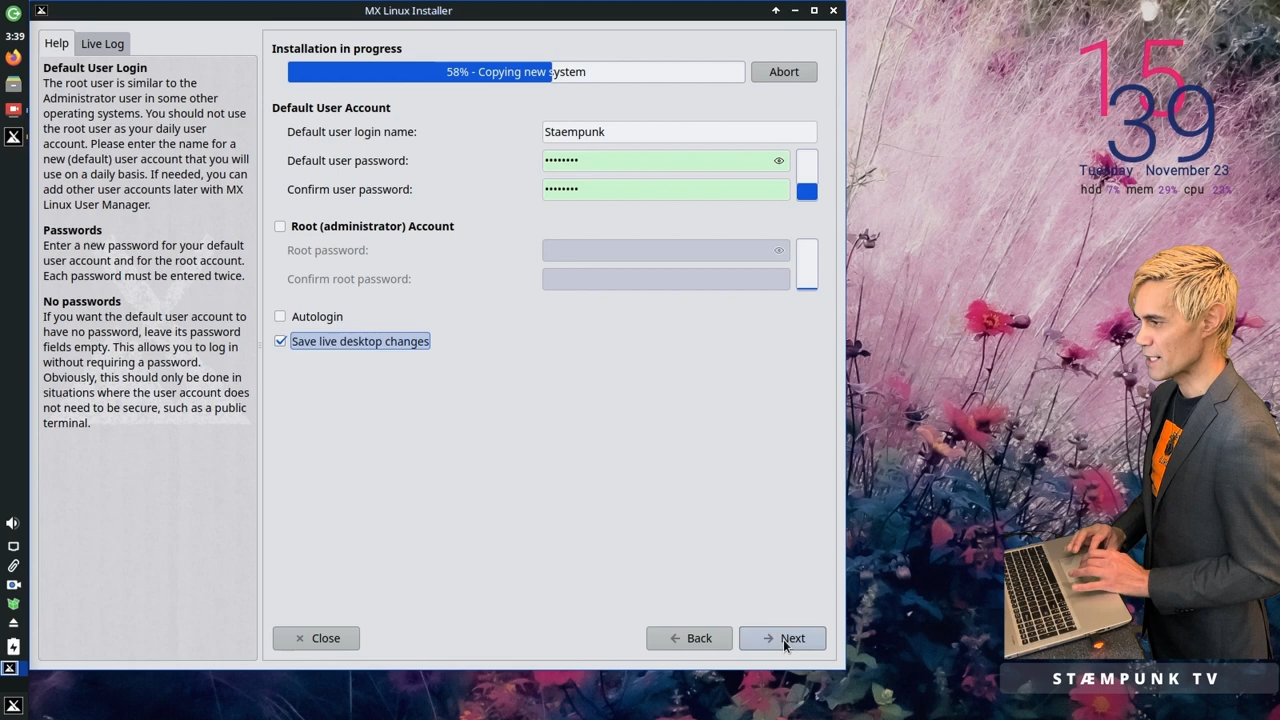 MX Linux Installer
3:39
Help
Live Log
Default User Login
The root user is similar to the
Administrator user in some other
operating systems. You should not use
the root user as your daily user
account. Please enter the name for a
new (default) user account that you will
use on a daily basis. If needed, you can
add other user accounts later with MX
Linux User Manager.
Passwords
Enter a new password for your default
user account and for the root account.
Each password must be entered twice.
No passwords
If you want the default user account to
have no password, leave its password
fields empty. This allows you to log in
without requiring a password.
Obviously, this should only be done in
situations where the user account does
not need to be secure, such as a public
terminal.
Installation in progress
58% - Copying new system
Abort
Default User Account
Default user login name:
Staempunk
Default user password:
••••••••
Confirm user password:
••••••••
Root (administrator) Account
Root password:
Confirm root password:
Autologin
Save live desktop changes
Close
Back
Next
15
39
Tuesday November 23
hdd 7% mem 29% cpu 23%
STÆMPUNK TV